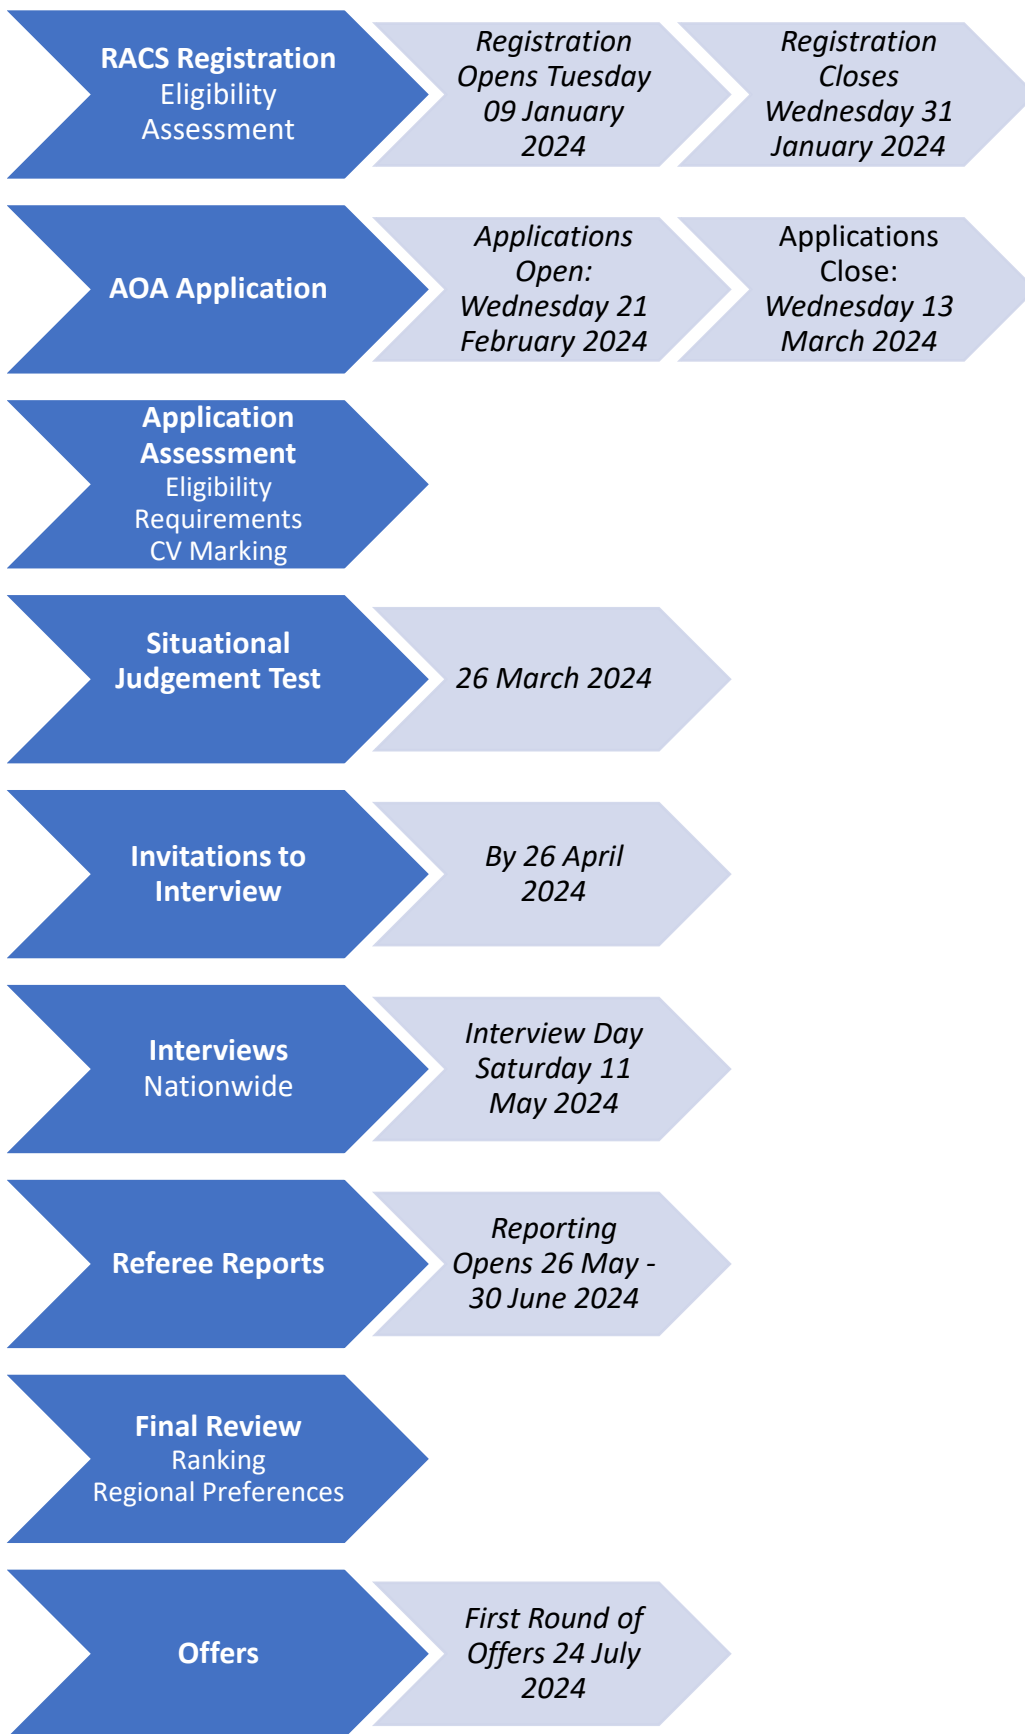 RACS Registration
Eligibility
Assessment
Registration
Opens Tuesday
09 January
2024
Registration
Closes
Wednesday 31
January 2024
AOA Application
Applications
Open:
Wednesday 21
February 2024
Applications
Close:
Wednesday 13
March 2024
Application
Assessment
Eligibility
Requirements
CV Marking
Situational
Judgement Test
26 March 2024
Invitations to
Interview
By 26 April
2024
Interviews
Nationwide
Interview Day
Saturday 11
May 2024
Referee Reports
Reporting
Opens 26 May -
30 June 2024
Final Review
Ranking
Regional Preferences
Offers
First Round of
Offers 24 July
2024